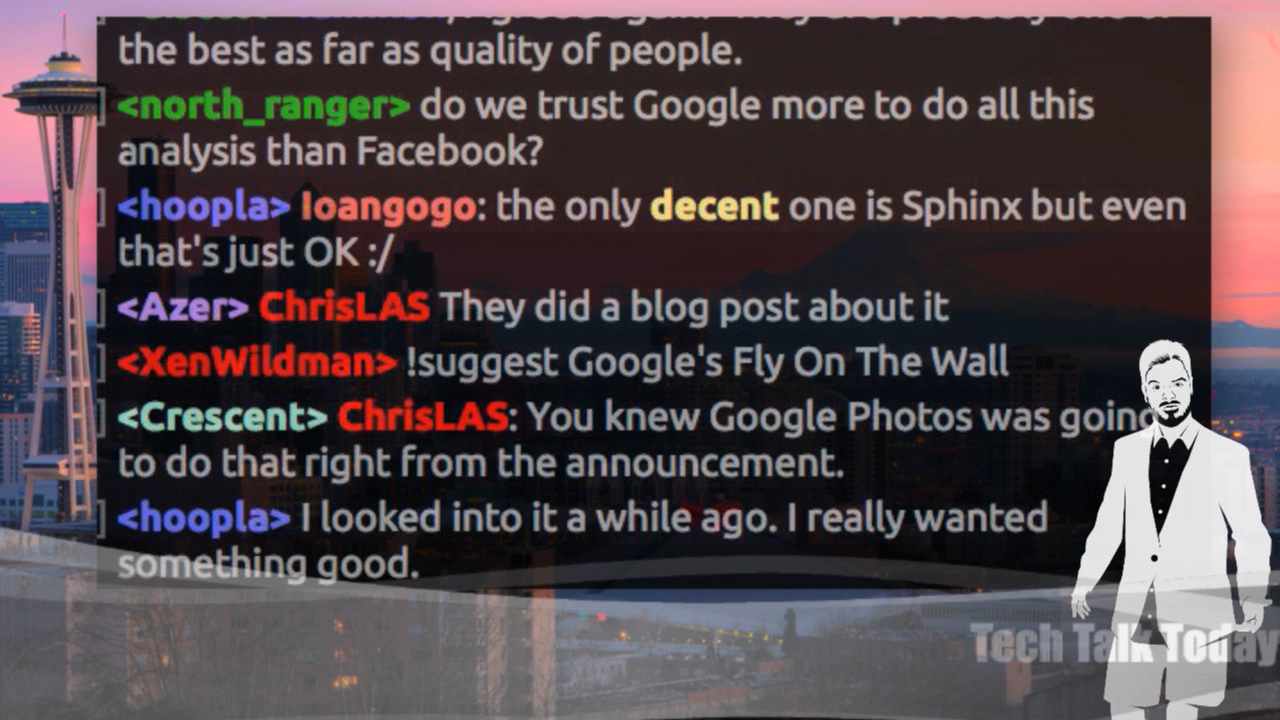 the best as far as quality of people.
<north_ranger> do we trust Google more to do all this
analysis than Facebook?
<hoopla> loangogo: the only decent one is Sphinx but even
that's just OK :/
<Azer> ChrisLAS They did a blog post about it
<XenWildman> !suggest Google's Fly On The Wall
<Crescent> ChrisLAS: You knew Google Photos was going
to do that right from the announcement.
<hoopla> I looked into it a while ago. I really wanted
something good.
Tech Talk Today